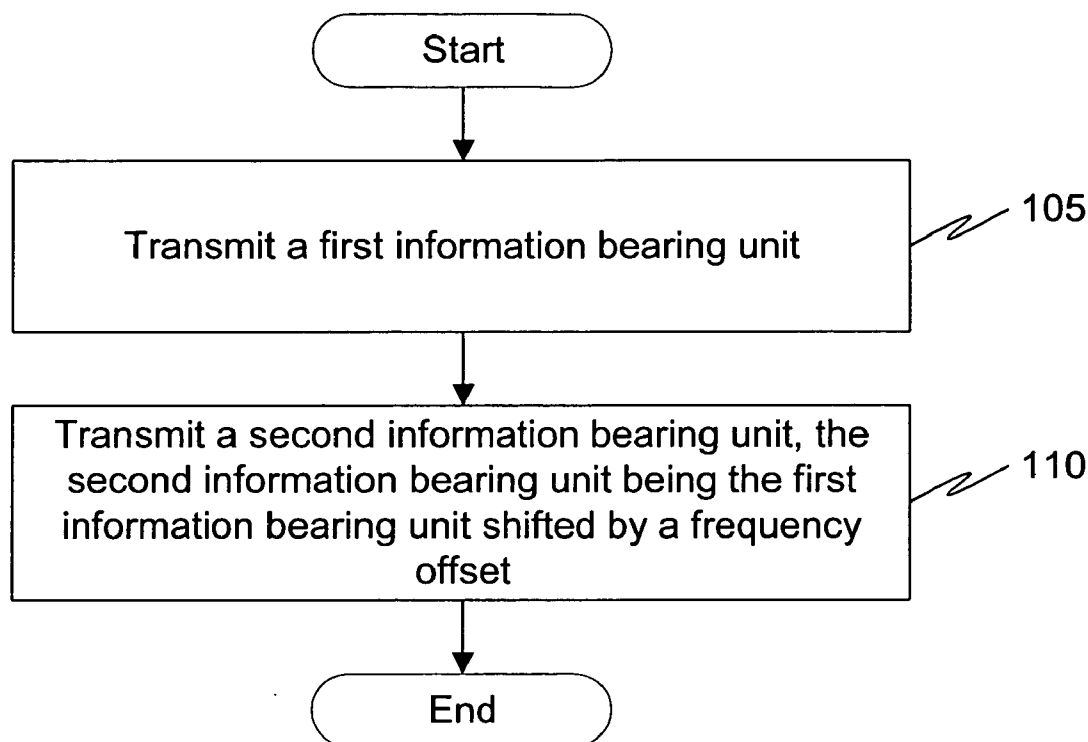 Start
Transmit a first information bearing unit
105
Transmit a second information bearing unit, the
second information bearing unit being the first
information bearing unit shifted by a frequency
offset
110
End